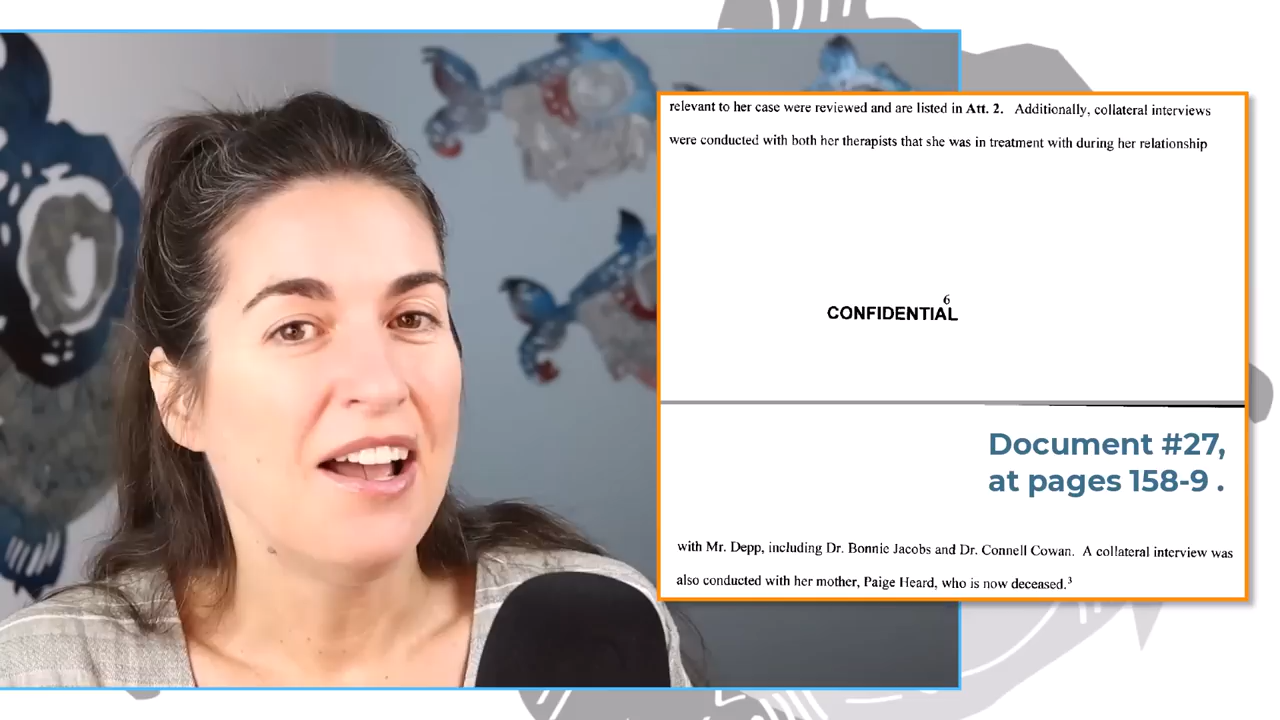 relevant to her case were reviewed and are listed in Att. 2. Additionally, collateral interviews
were conducted with both her therapists that she was in treatment with during her relationship
6
CONFIDENTIAL
Document #27,
at pages 158-9 .
with Mr. Depp, including Dr. Bonnie Jacobs and Dr. Connell Cowan. A collateral interview was
also conducted with her mother, Paige Heard, who is now deceased.³